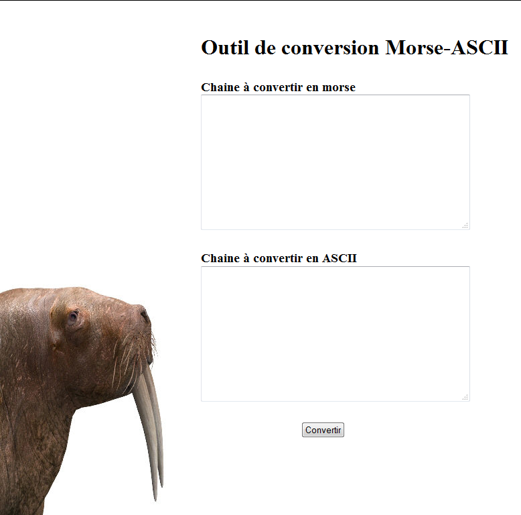 Outil de conversion Morse-ASCII
Chaine à convertir en morse
Chaine à convertir en ASCII
Convertir